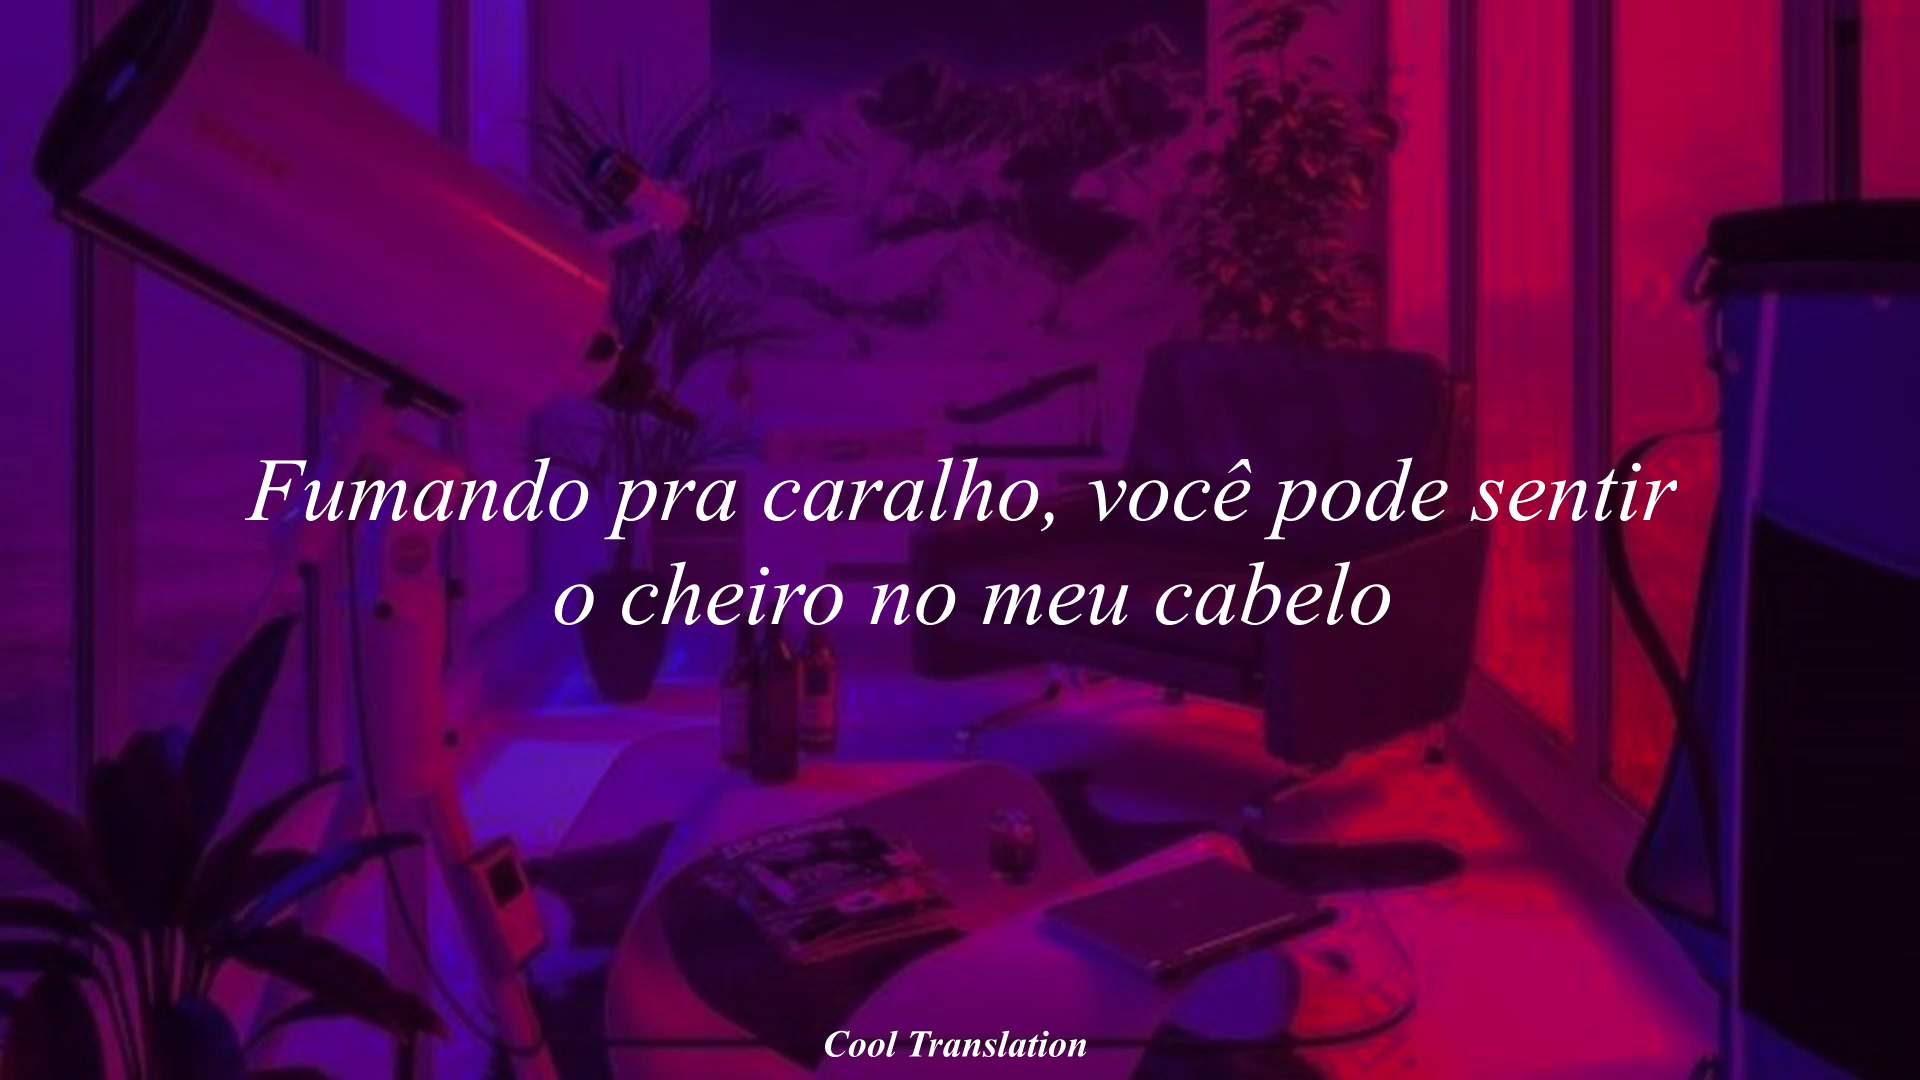 Fumando pra caralho, você pode sentir
o cheiro no meu cabelo
Cool Translation